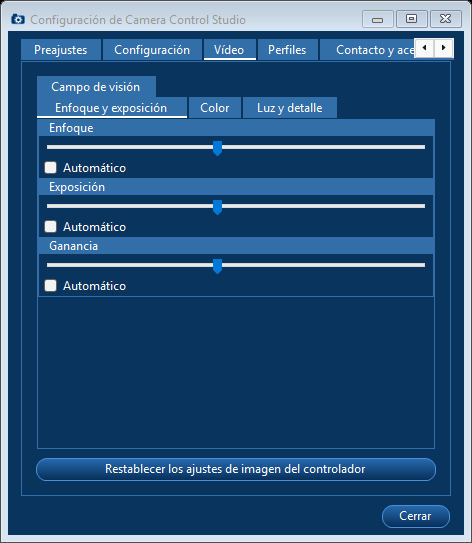 Configuración de Camera Control Studio
Preajustes Configuración Vídeo Perfiles Contacto y
Campo de visión
Enfoque y exposición Color Luz y detalle
Enfoque
Automático
Exposición
Automático
Ganancia
Automático
Restablecer los ajustes de imagen del controlador
Cerrar